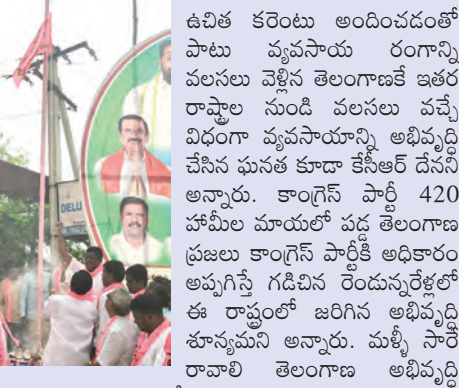 ఉచిత కరెంటు అందించడంతో
పాటు వ్యవసాయ రంగాన్ని
వలసలు వెళ్లిన తెలంగాణకే ఇతర
రాష్ట్రాల నుండి వలసలు వచ్చే
విధంగా వ్యవసాయాన్ని అభివృద్ధి
చేసిన ఘనత కూడా కేసీఆర్ దేనని
అన్నారు. కాంగ్రెస్ పార్టీ 420
హామీల మాయలో పడ్డ తెలంగాణ
ప్రజలు కాంగ్రెస్ పార్టీకి అధికారం
అప్పగిస్తే గడిచిన రెండున్నరేళ్లలో
ఈ రాష్ట్రంలో జరిగిన అభివృద్ధి
శూన్యమని అన్నారు. మళ్ళీ సారే
రావాలి తెలంగాణ అభివృద్ధి
DELU